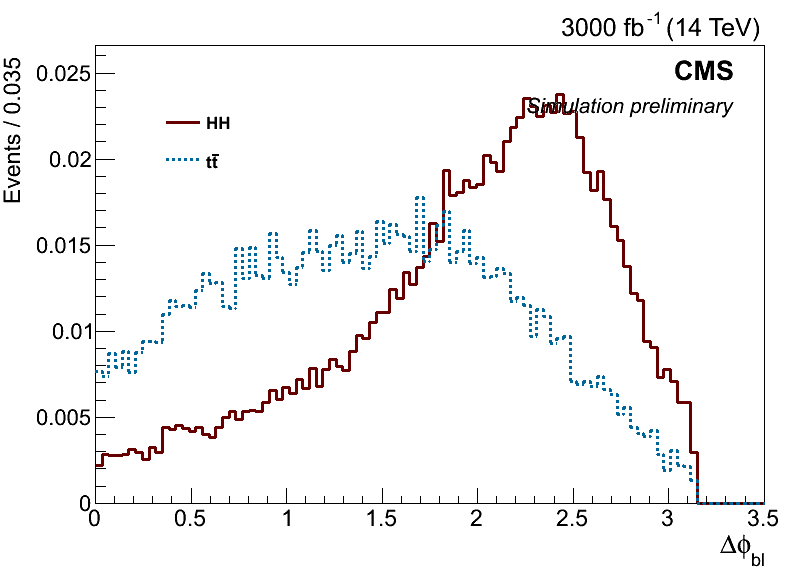 3000 fb⁻¹ (14 TeV)
CMS
Simulation preliminary
Events / 0.035
0.025
0.02
0.015
0.01
0.005
0
HH
tt̄
0 0.5 1 1.5 2 2.5 3 3.5
Δϕ_bl